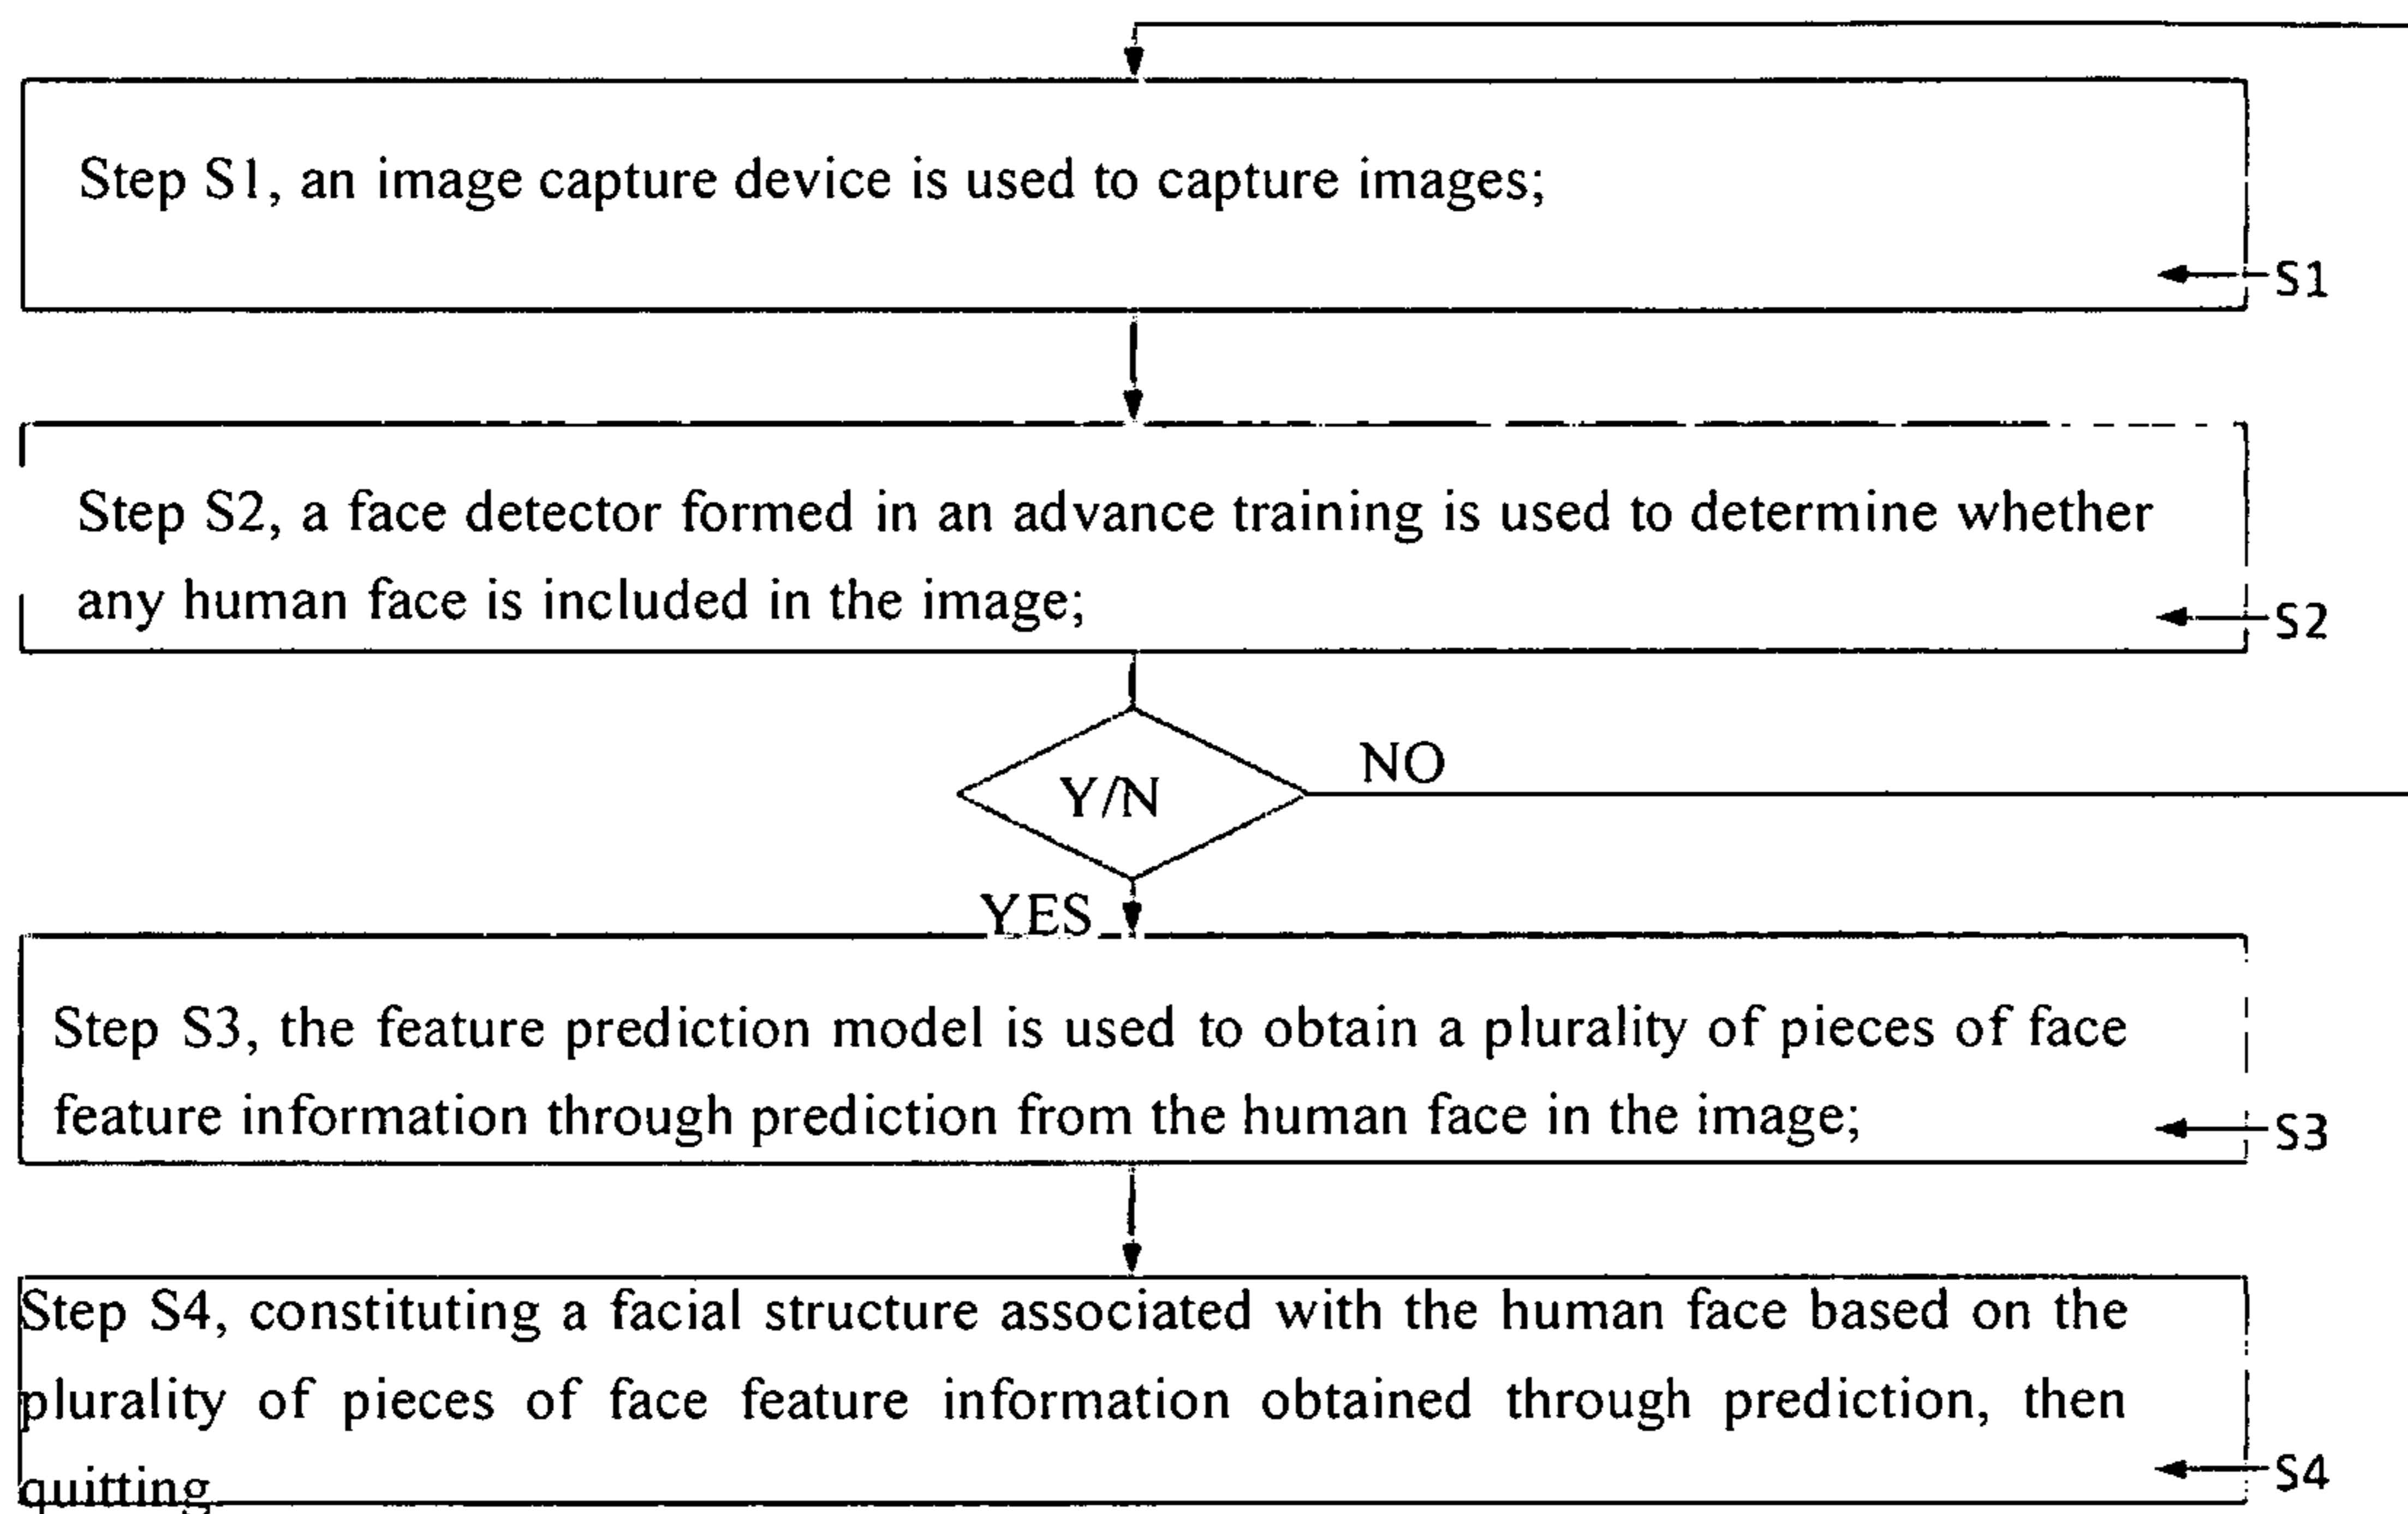 Step S1, an image capture device is used to capture images;
S1
Step S2, a face detector formed in an advance training is used to determine whether
any human face is included in the image;
S2
Y/N
NO
YES
Step S3, the feature prediction model is used to obtain a plurality of pieces of face
feature information through prediction from the human face in the image;
S3
Step S4, constituting a facial structure associated with the human face based on the
plurality of pieces of face feature information obtained through prediction, then
quitting
S4